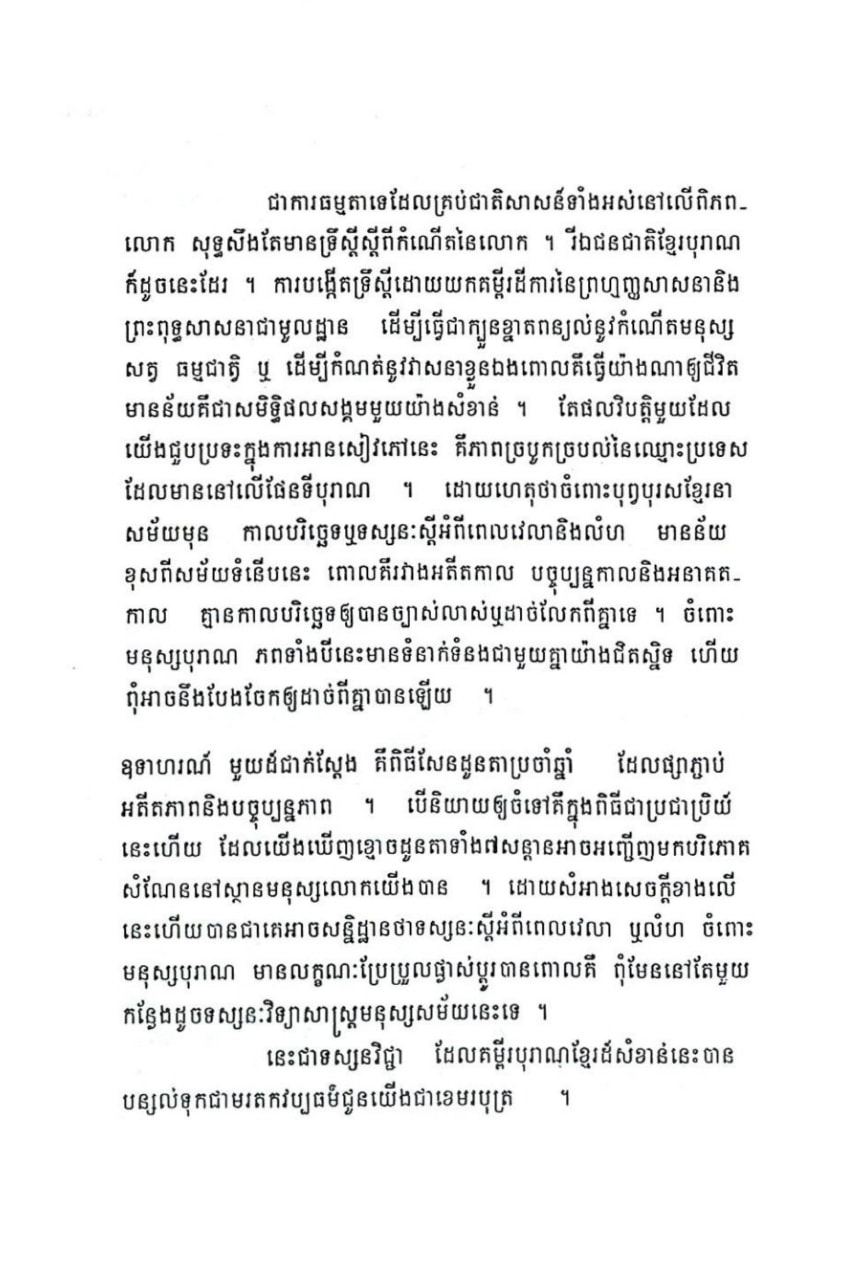 ជាការធម្មតាទេដែលគ្រប់ជាតិសាសន៍ទាំងអស់នៅលើពិភព-
លោក សុទ្ធសឹងតែមានទ្រឹស្តីស្តីពីកំណើតនៃលោក ។ រីឯជនជាតិខ្មែរបុរាណ
ក៏ដូចនេះដែរ ។ ការបង្កើតទ្រឹស្តីដោយយកគម្ពីរដីការនៃព្រហ្មញ្ញសាសនានិង
ព្រះពុទ្ធសាសនាជាមូលដ្ឋាន ដើម្បីធ្វើជាក្បួនខ្នាតពន្យល់នូវកំណើតមនុស្ស
សត្វ ធម្មជាត្វិ ឬ ដើម្បីកំណត់នូវវាសនាខ្លួនឯងពោលគឺធ្វើយ៉ាងណាឲ្យជីវិត
មានន័យគឺជាសមិទ្ធិផលសង្គមមួយយ៉ាងសំខាន់ ។ តែផលវិបត្តិមួយដែល
យើងជួបប្រទះក្នុងការអានសៀវភៅនេះ គឺភាពច្របូកច្របល់នៃឈ្មោះប្រទេស
ដែលមាននៅលើផែនទីបុរាណ ។ ដោយហេតុថាចំពោះបុព្វបុរសខ្មែរនា
សម័យមុន កាលបរិច្ឆេទឬទស្សនៈស្តីអំពីពេលវេលានិងលំហ មានន័យ
ខុសពីសម័យទំនើបនេះ ពោលគឺរវាងអតីតកាល បច្ចុប្បន្នកាលនិងអនាគត-
កាល គ្មានកាលបរិច្ឆេទឲ្យបានច្បាស់លាស់ឬដាច់លែកពីគ្នាទេ ។ ចំពោះ
មនុស្សបុរាណ ភពទាំងបីនេះមានទំនាក់ទំនងជាមួយគ្នាយ៉ាងជិតស្និទ ហើយ
ពុំអាចនឹងបែងចែកឲ្យដាច់ពីគ្នាបានឡើយ ។
ឧទាហរណ៍ មួយដ៏ជាក់ស្តែង គឺពិធីសែនដូនតាប្រចាំឆ្នាំ ដែលផ្សាភ្ជាប់
អតីតភាពនិងបច្ចុប្បន្នភាព ។ បើនិយាយឲ្យចំទៅគឺក្នុងពិធីជាប្រជាប្រិយ៍
នេះហើយ ដែលយើងឃើញខ្មោចដូនតាទាំង៧សន្តានអាចអញ្ជើញមកបរិភោគ
សំណែននៅស្ថានមនុស្សលោកយើងបាន ។ ដោយសំអាងសេចក្តីខាងលើ
នេះហើយបានជាគេអាចសន្និដ្ឋានថាទស្សនៈស្តីអំពីពេលវេលា ឬលំហ ចំពោះ
មនុស្សបុរាណ មានលក្ខណៈប្រែប្រួលផ្លាស់ប្តូរបានពោលគឺ ពុំមែននៅតែមួយ
កន្លែងដូចទស្សនៈវិទ្យាសាស្ត្រមនុស្សសម័យនេះទេ ។
នេះជាទស្សនវិជ្ជា ដែលគម្ពីរបុរាណខ្មែរដ៏សំខាន់នេះបាន
បន្សល់ទុកជាមរតកវប្បធម៌ជូនយើងជាខេមរបុត្រ ។